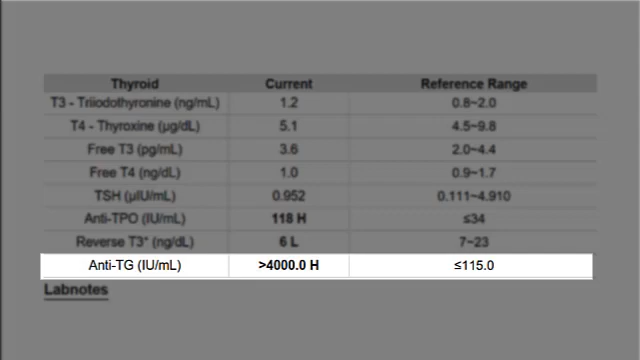 Thyroid Current Reference Range
T3 - Triiodothyronine (ng/mL) 1.2 0.8~2.0
T4 - Thyroxine (µg/dL) 5.1 4.5~9.8
Free T3 (pg/mL) 3.6 2.0~4.4
Free T4 (ng/dL) 1.0 0.9~1.7
TSH (µIU/mL) 0.952 0.111~4.910
Anti-TPO (IU/mL) 118 H ≤34
Reverse T3* (ng/dL) 6 L 7~23
Anti-TG (IU/mL) >4000.0 H ≤115.0
Labnotes